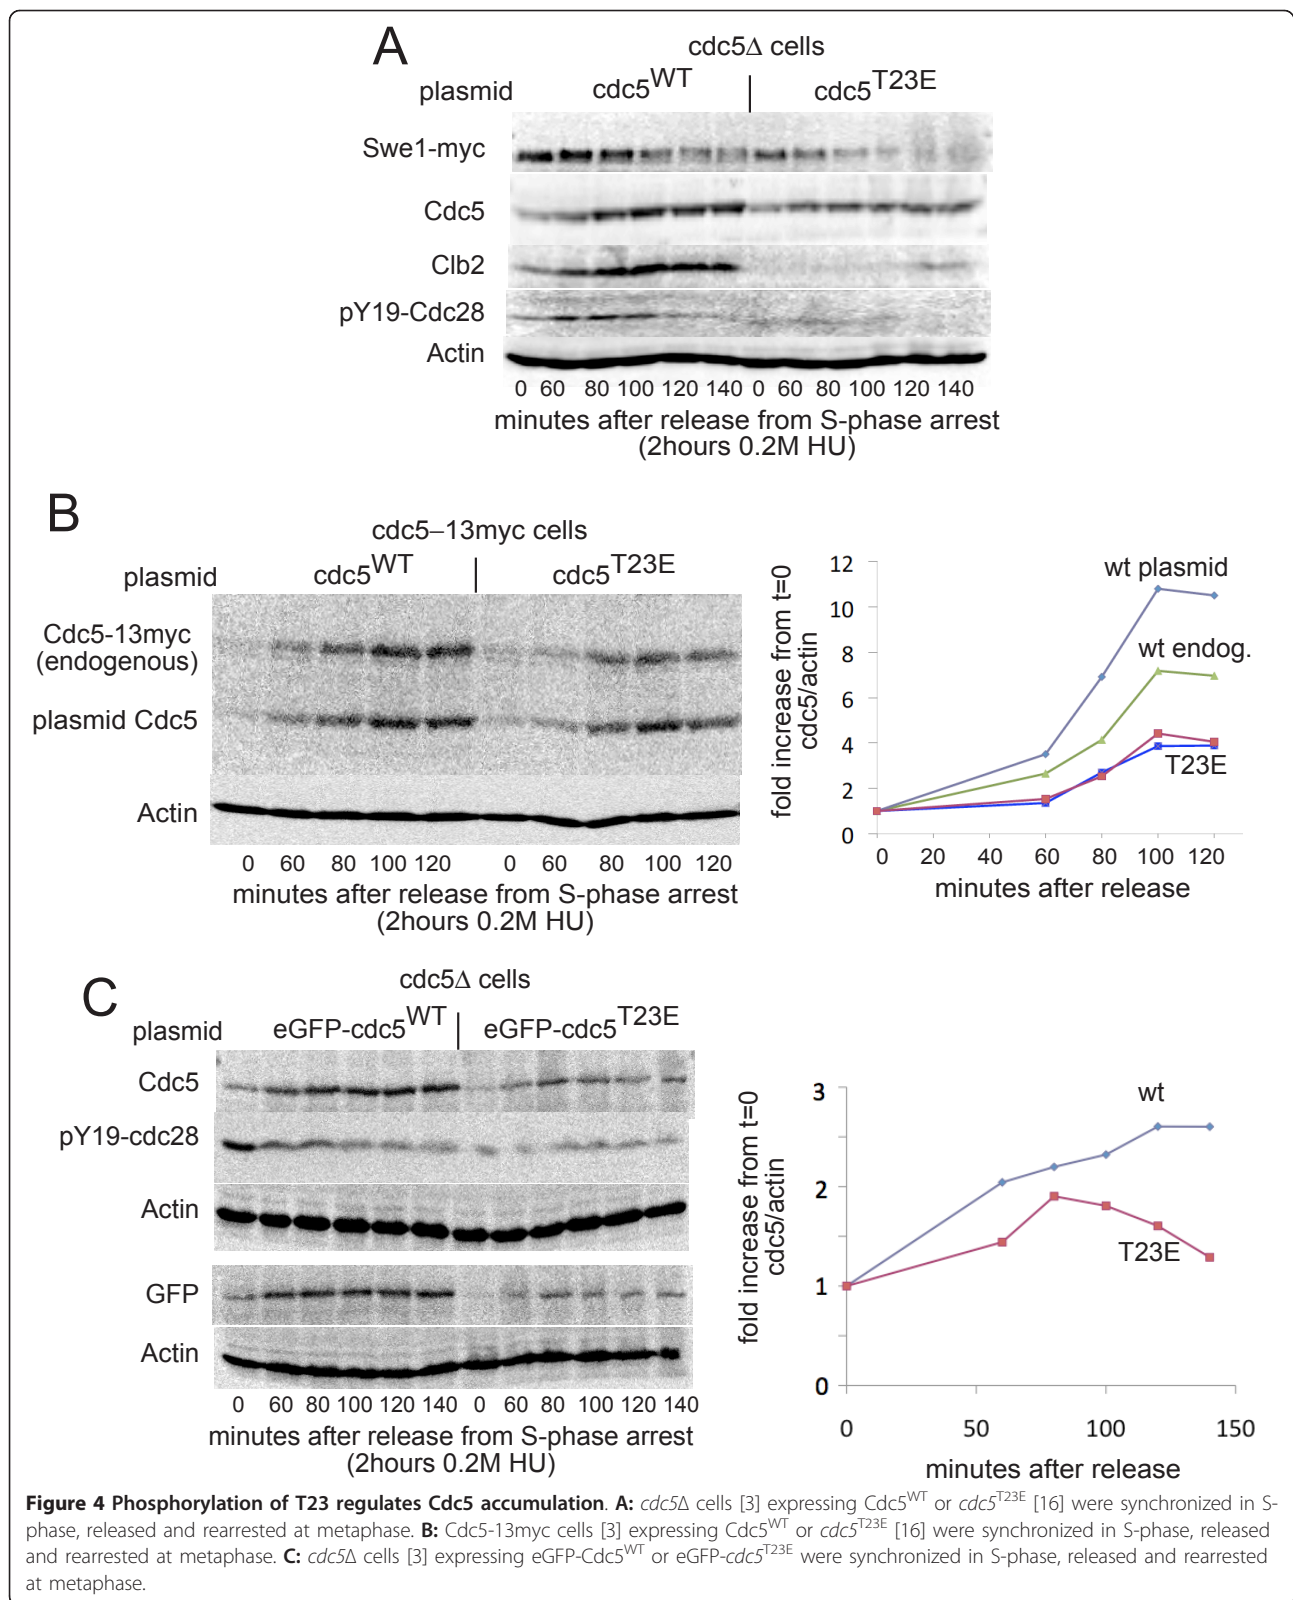 A
cdc5Δ cells
plasmid cdc5WT | cdc5T23E
Swe1-myc
Cdc5
Clb2
pY19-Cdc28
Actin
0 60 80 100 120 140 0 60 80 100 120 140
minutes after release from S-phase arrest
(2hours 0.2M HU)
B
cdc5–13myc cells
plasmid cdc5WT | cdc5T23E
Cdc5-13myc
(endogenous)
plasmid Cdc5
Actin
0 60 80 100 120 0 60 80 100 120
minutes after release from S-phase arrest
(2hours 0.2M HU)
fold increase from t=0
cdc5/actin
12
10
8
6
4
2
0
wt plasmid
wt endog.
T23E
0 20 40 60 80 100 120
minutes after release
C
cdc5Δ cells
plasmid eGFP-cdc5WT | eGFP-cdc5T23E
Cdc5
pY19-cdc28
Actin
GFP
Actin
0 60 80 100 120 140 0 60 80 100 120 140
minutes after release from S-phase arrest
(2hours 0.2M HU)
fold increase from t=0
cdc5/actin
3
2
1
0
wt
T23E
0 50 100 150
minutes after release
Figure 4 Phosphorylation of T23 regulates Cdc5 accumulation. A: cdc5Δ cells [3] expressing Cdc5WT or cdc5T23E [16] were synchronized in S-
phase, released and rearrested at metaphase. B: Cdc5-13myc cells [3] expressing Cdc5WT or cdc5T23E [16] were synchronized in S-phase, released
and rearrested at metaphase. C: cdc5Δ cells [3] expressing eGFP-Cdc5WT or eGFP-cdc5T23E were synchronized in S-phase, released and rearrested
at metaphase.